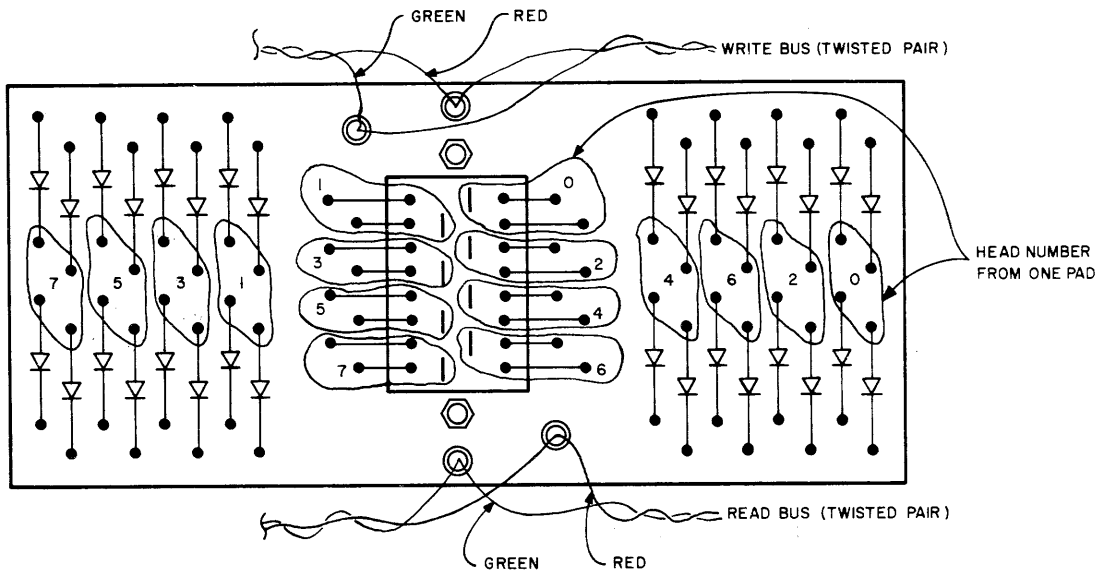 GREEN
RED
WRITE BUS (TWISTED PAIR)
1
0
7
5
3
1
3
2
4
6
2
0
HEAD NUMBER
FROM ONE PAD
5
4
7
6
READ BUS (TWISTED PAIR)
GREEN
RED